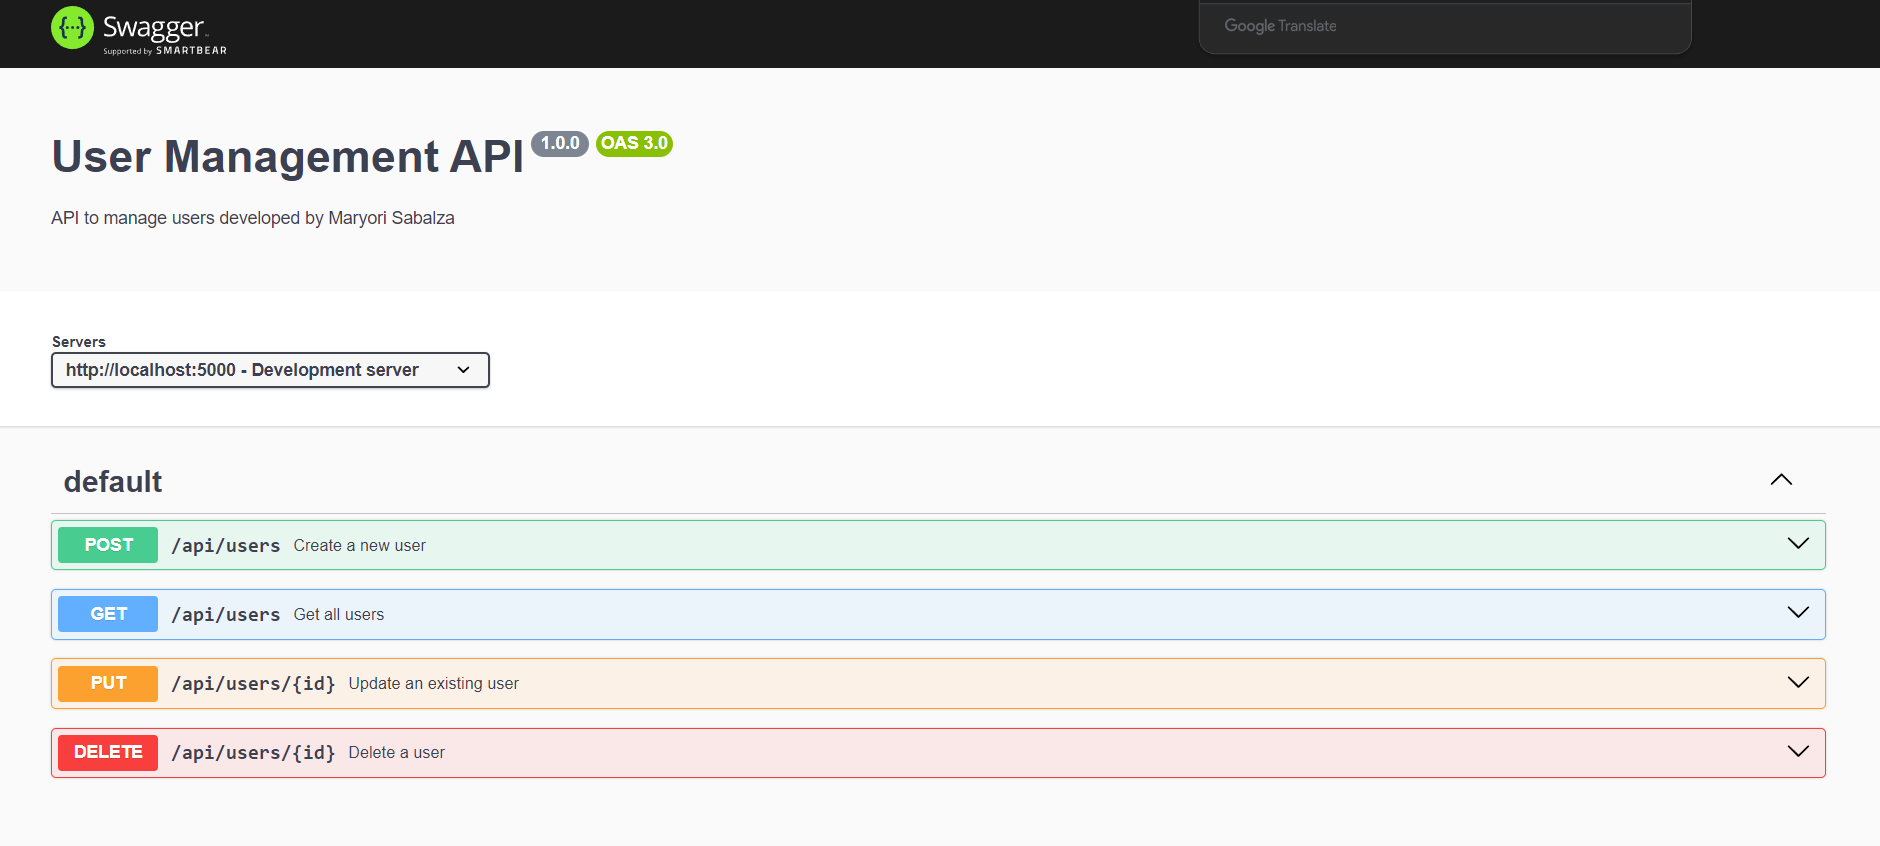 Swagger
Supported by SMARTBEAR
Google Translate
User Management API 1.0.0 OAS 3.0
API to manage users developed by Maryori Sabalza
Servers
http://localhost:5000 - Development server
default
POST /api/users Create a new user
GET /api/users Get all users
PUT /api/users/{id} Update an existing user
DELETE /api/users/{id} Delete a user